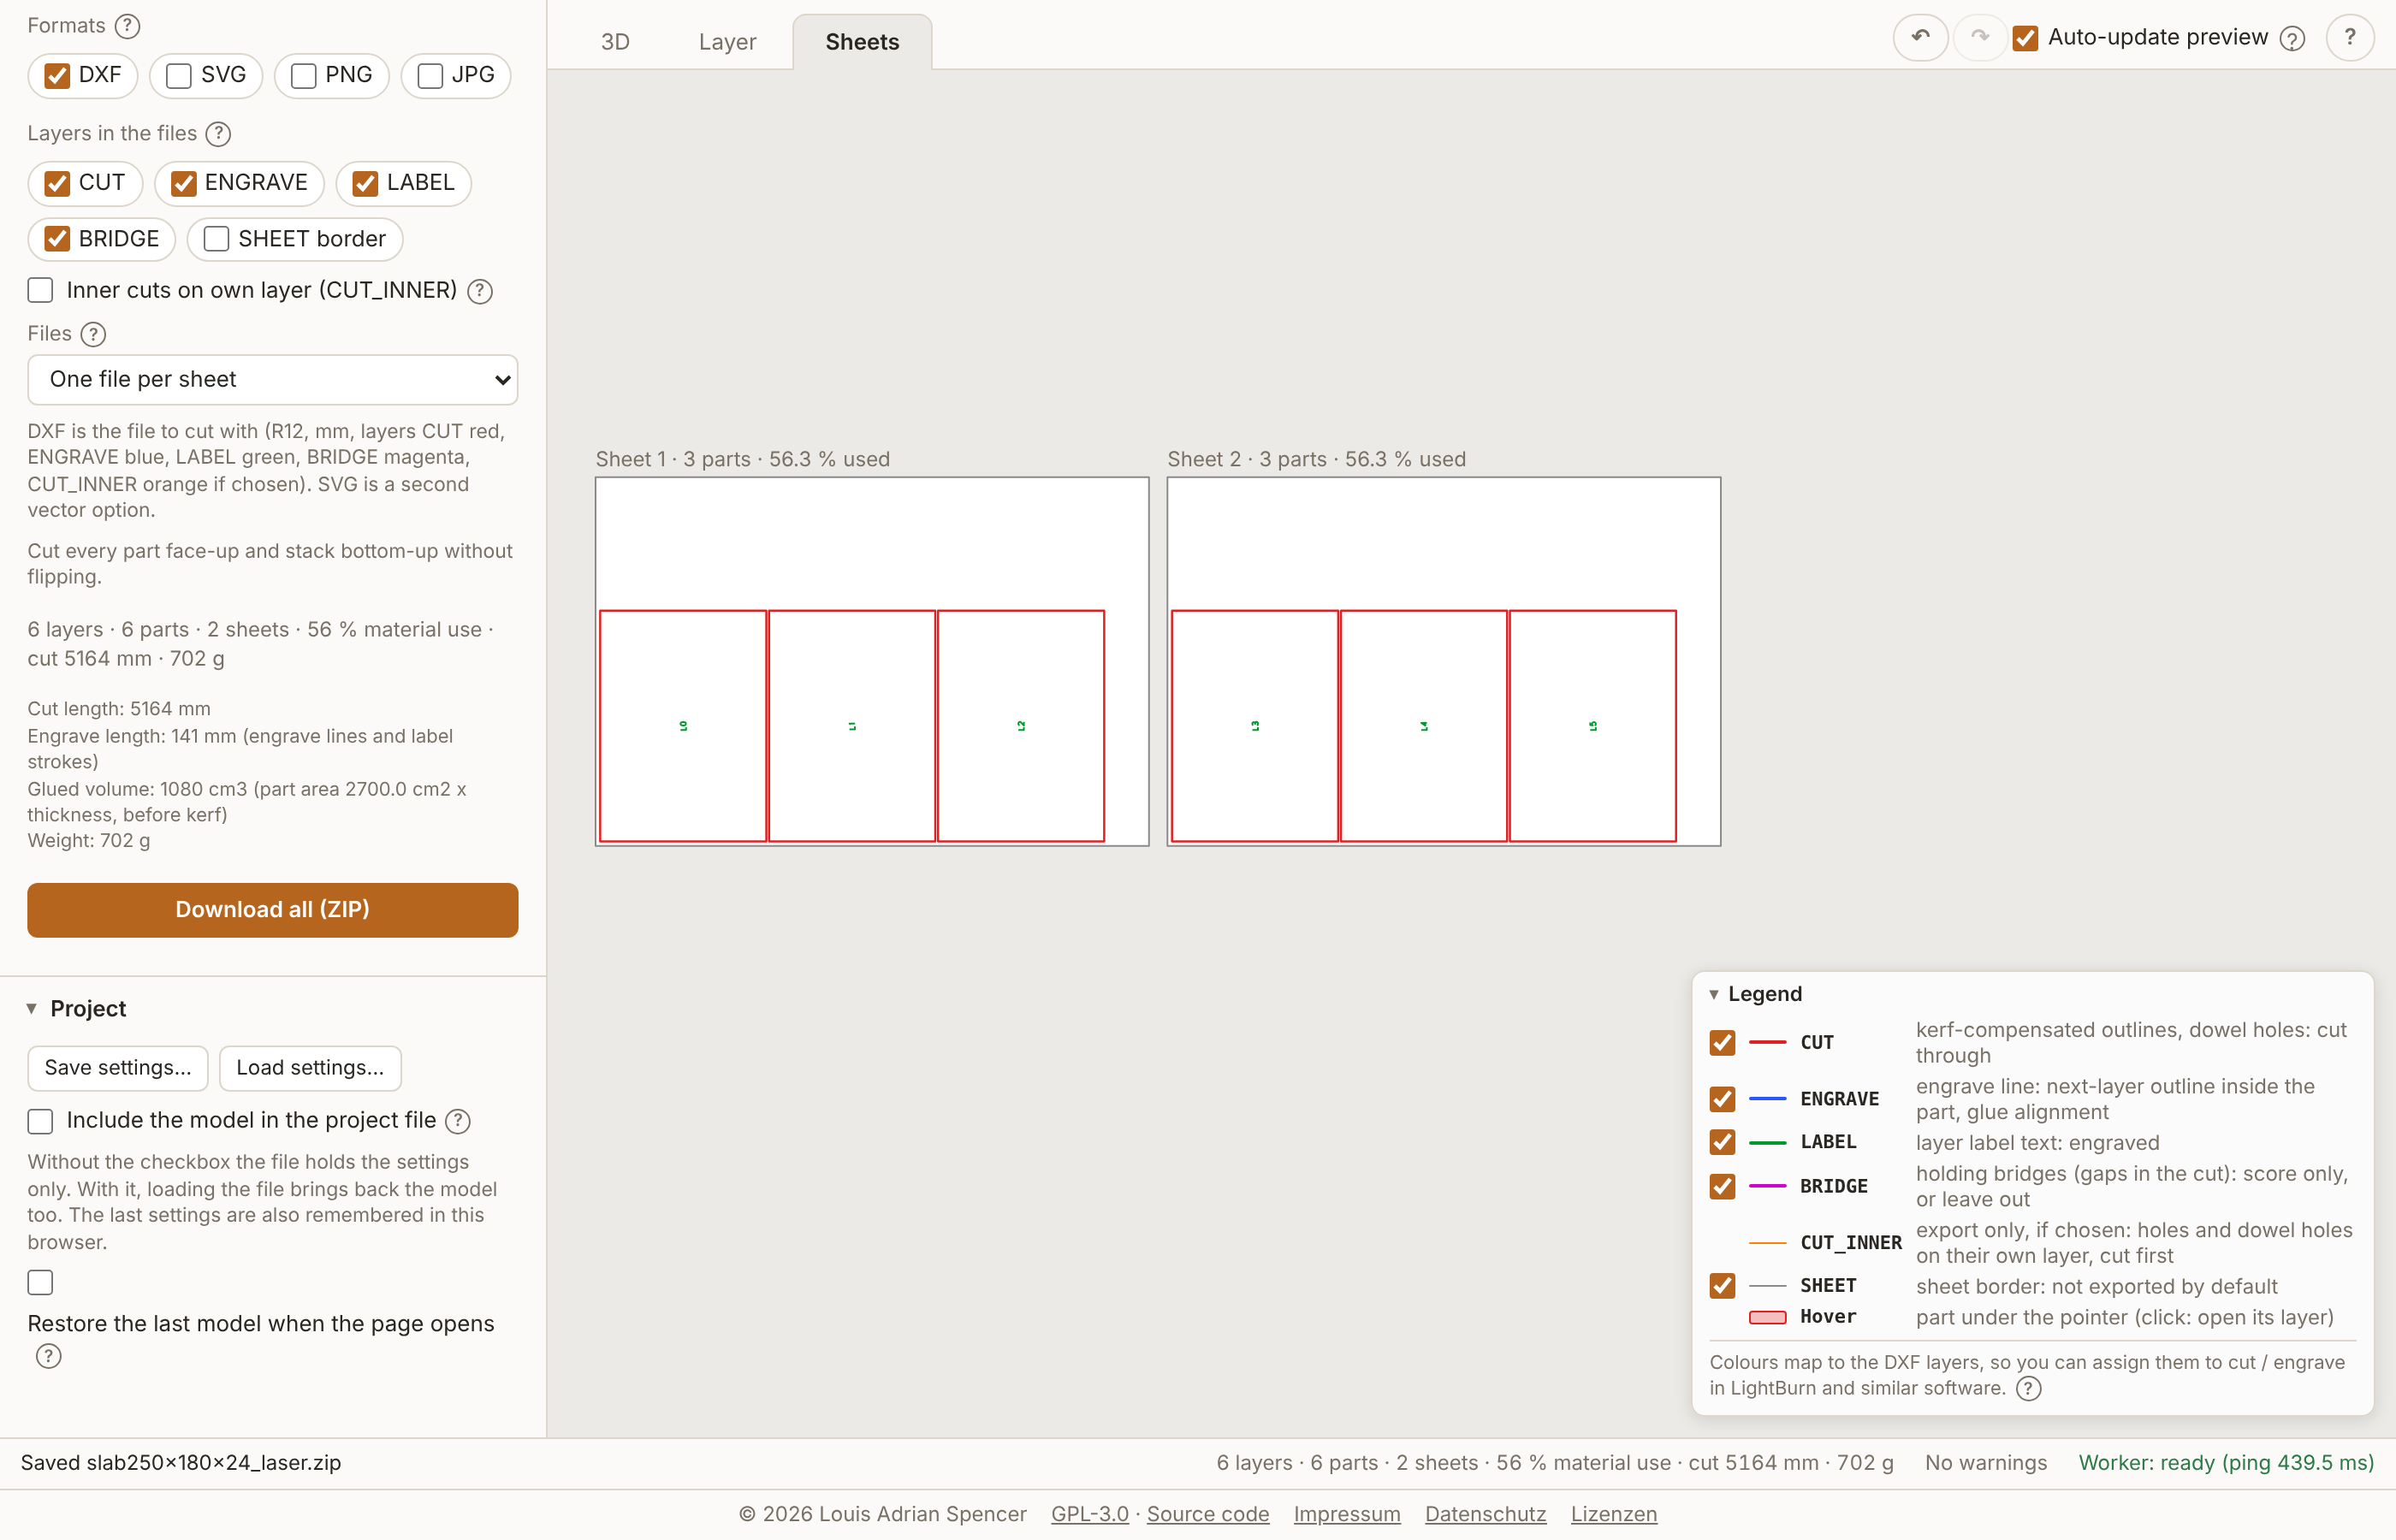 Formats ?
DXF SVG PNG JPG
Layers in the files ?
CUT ENGRAVE LABEL
BRIDGE SHEET border
Inner cuts on own layer (CUT_INNER) ?
Files ?
One file per sheet
DXF is the file to cut with (R12, mm, layers CUT red,
ENGRAVE blue, LABEL green, BRIDGE magenta,
CUT_INNER orange if chosen). SVG is a second
vector option.
Cut every part face-up and stack bottom-up without
flipping.
6 layers · 6 parts · 2 sheets · 56 % material use ·
cut 5164 mm · 702 g
Cut length: 5164 mm
Engrave length: 141 mm (engrave lines and label
strokes)
Glued volume: 1080 cm3 (part area 2700.0 cm2 x
thickness, before kerf)
Weight: 702 g
Download all (ZIP)
▼ Project
Save settings... Load settings...
Include the model in the project file ?
Without the checkbox the file holds the settings
only. With it, loading the file brings back the model
too. The last settings are also remembered in this
browser.
Restore the last model when the page opens
?
3D Layer Sheets
↶ ↷ Auto-update preview ? ?
Sheet 1 · 3 parts · 56.3 % used
L0 L1 L2
Sheet 2 · 3 parts · 56.3 % used
L3 L4 L5
▼ Legend
CUT kerf-compensated outlines, dowel holes: cut
through
ENGRAVE engrave line: next-layer outline inside the
part, glue alignment
LABEL layer label text: engraved
BRIDGE holding bridges (gaps in the cut): score only,
or leave out
CUT_INNER export only, if chosen: holes and dowel holes
on their own layer, cut first
SHEET sheet border: not exported by default
Hover part under the pointer (click: open its layer)
Colours map to the DXF layers, so you can assign them to cut / engrave
in LightBurn and similar software. ?
Saved slab250×180×24_laser.zip
6 layers · 6 parts · 2 sheets · 56 % material use · cut 5164 mm · 702 g No warnings Worker: ready (ping 439.5 ms)
© 2026 Louis Adrian Spencer GPL-3.0 · Source code Impressum Datenschutz Lizenzen